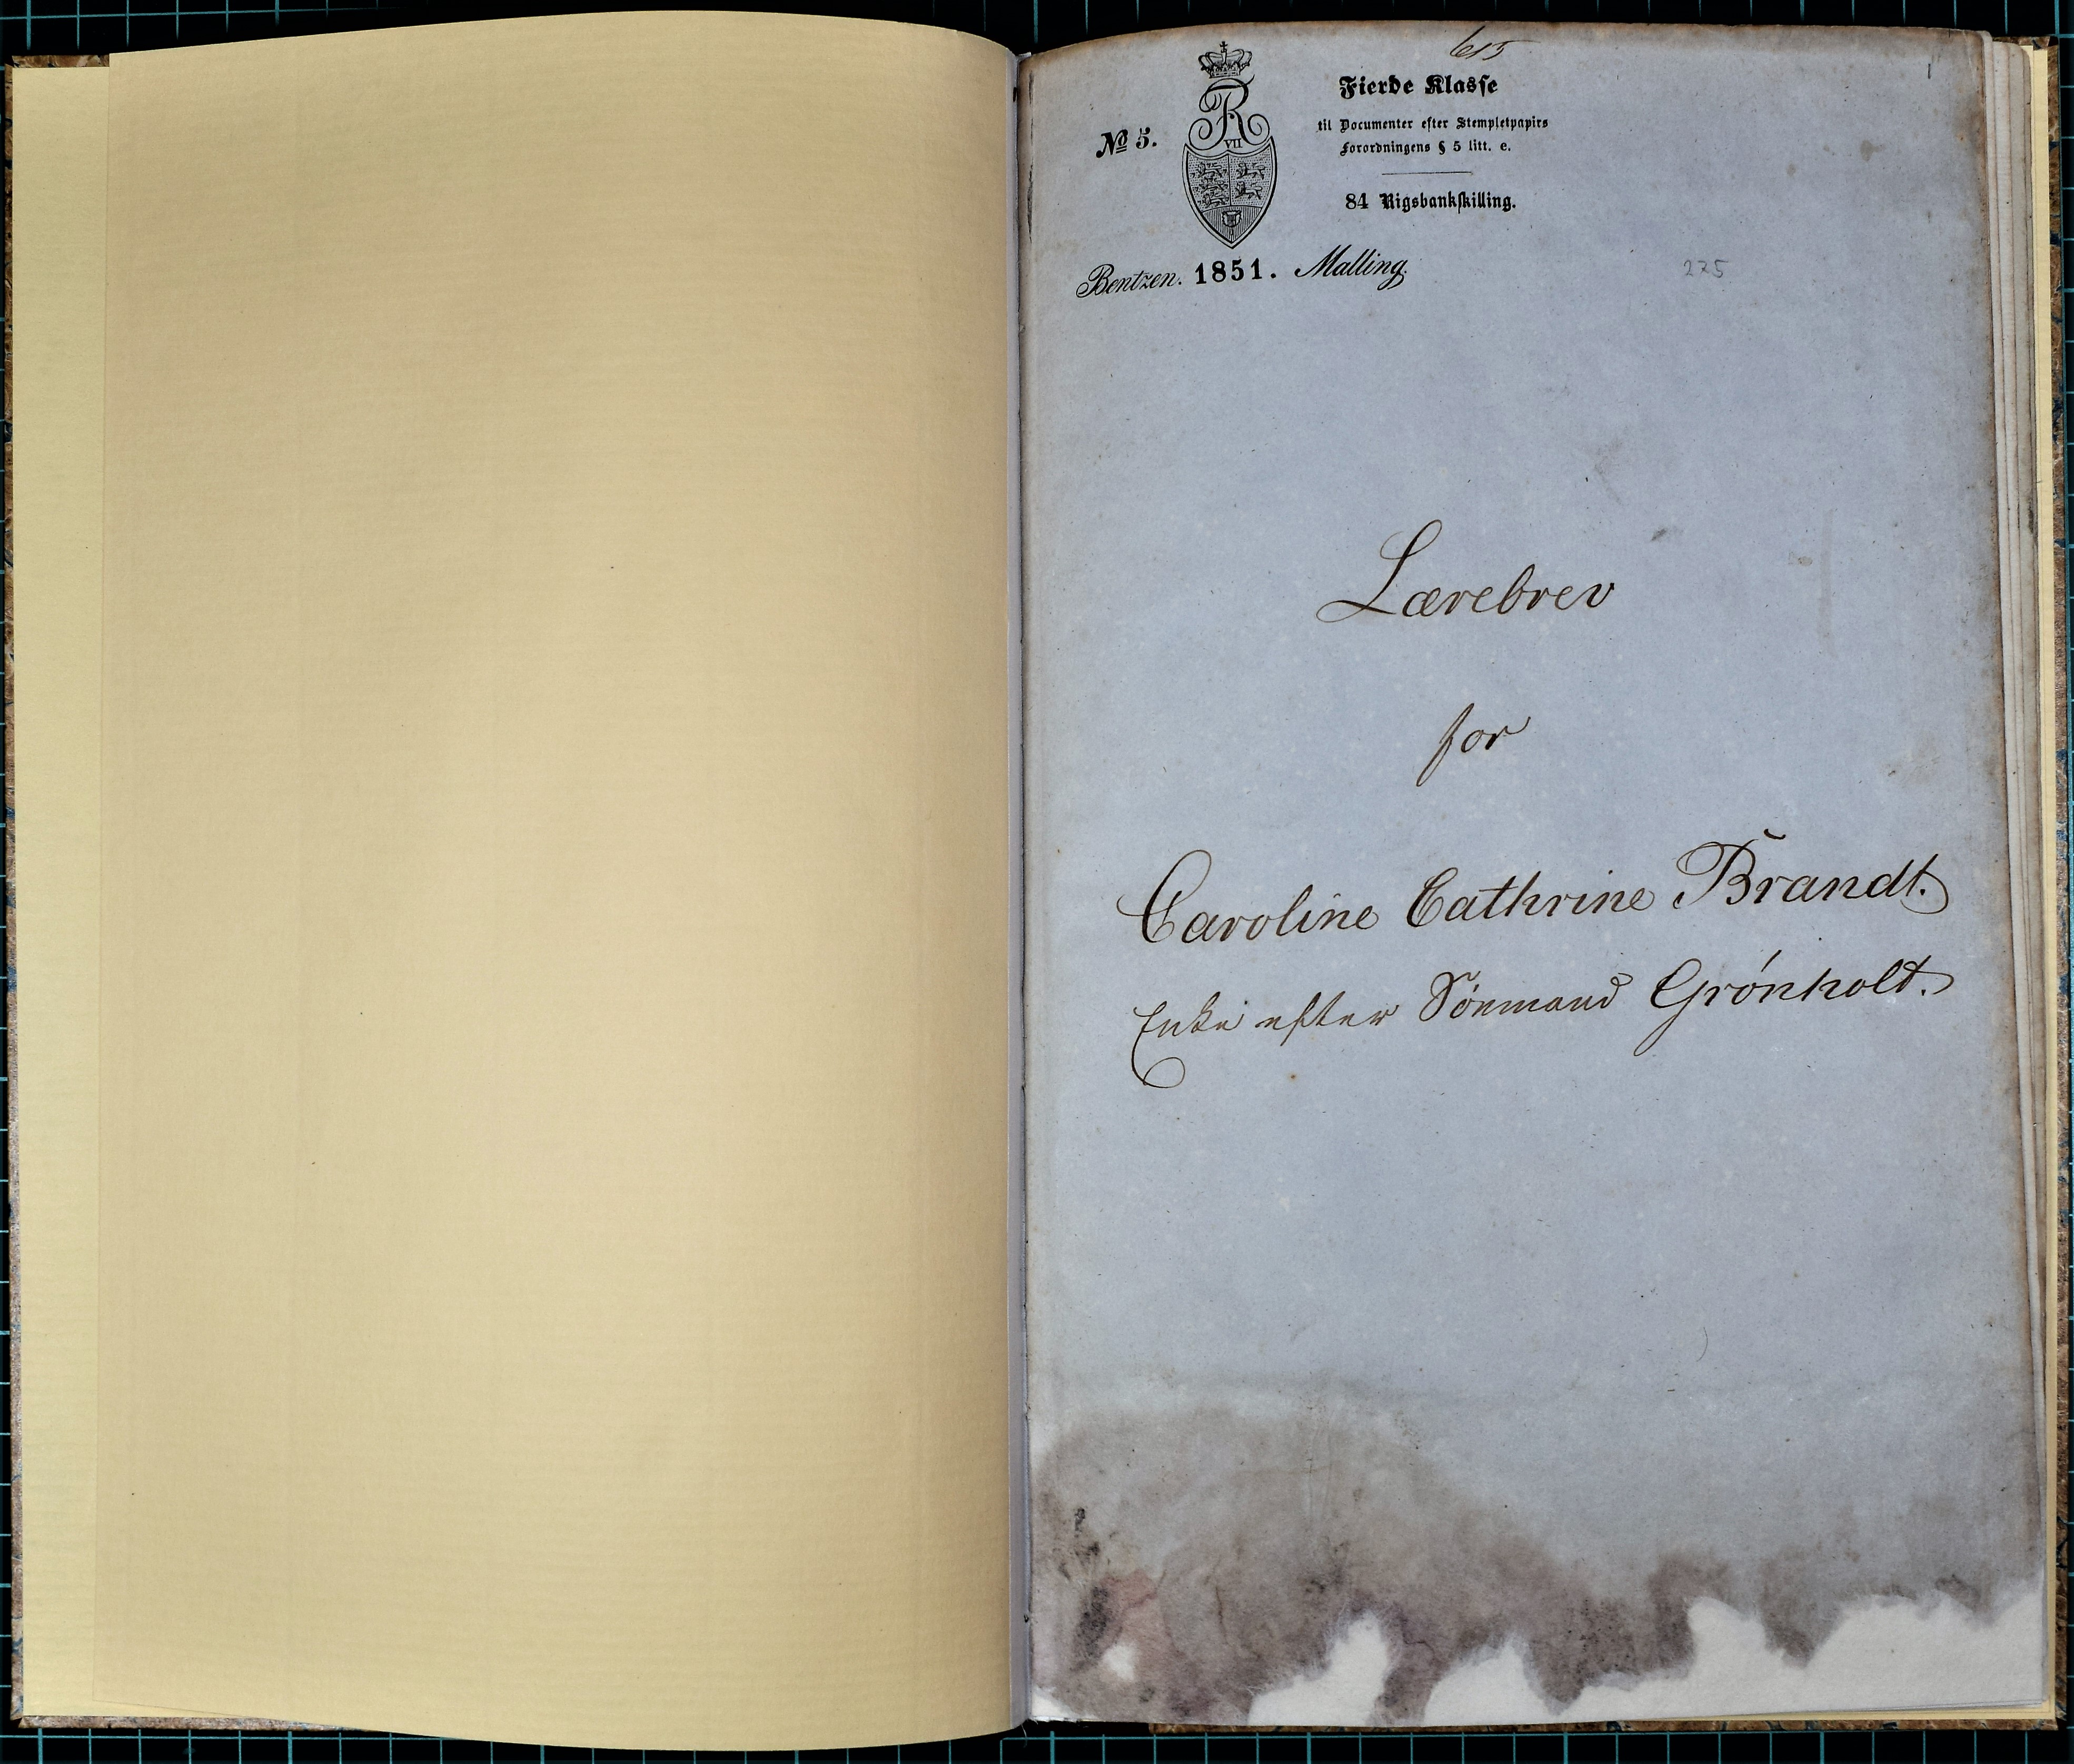 615
1
Fierde Klasse
til Documenter efter Stempletpapirs
Forordningens § 5 litt. e.
84 Rigsbankskilling.
No 5.
VII
Bentzen. 1851. Malling.
275
Lærebrev
for
Caroline Cathrine Brandt.
Enke efter Sömand Grönholt.